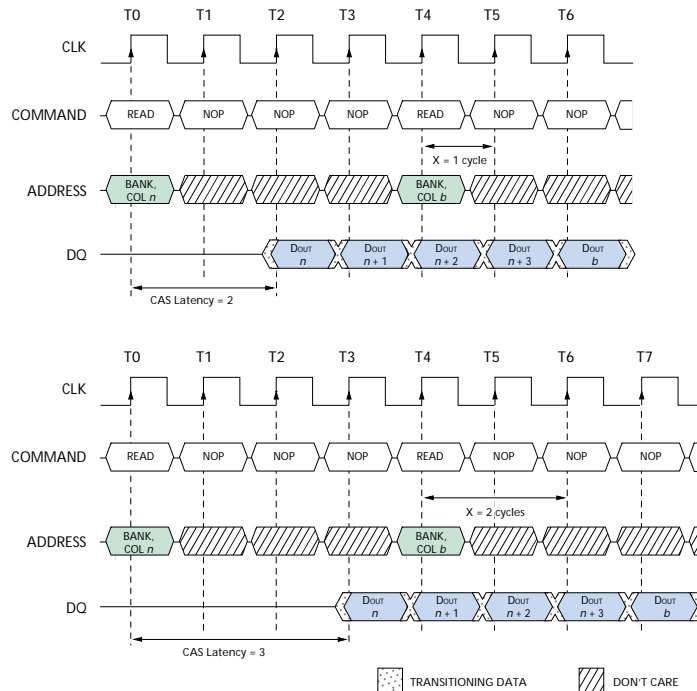 T0 T1 T2 T3 T4 T5 T6
CLK
COMMAND READ NOP NOP NOP READ NOP NOP
X = 1 cycle
ADDRESS BANK, COL n BANK, COL b
DQ DOUT n DOUT n + 1 DOUT n + 2 DOUT n + 3 DOUT b
CAS Latency = 2
T0 T1 T2 T3 T4 T5 T6 T7
CLK
COMMAND READ NOP NOP NOP READ NOP NOP NOP
X = 2 cycles
ADDRESS BANK, COL n BANK, COL b
DQ DOUT n DOUT n + 1 DOUT n + 2 DOUT n + 3 DOUT b
CAS Latency = 3
TRANSITIONING DATA DON'T CARE